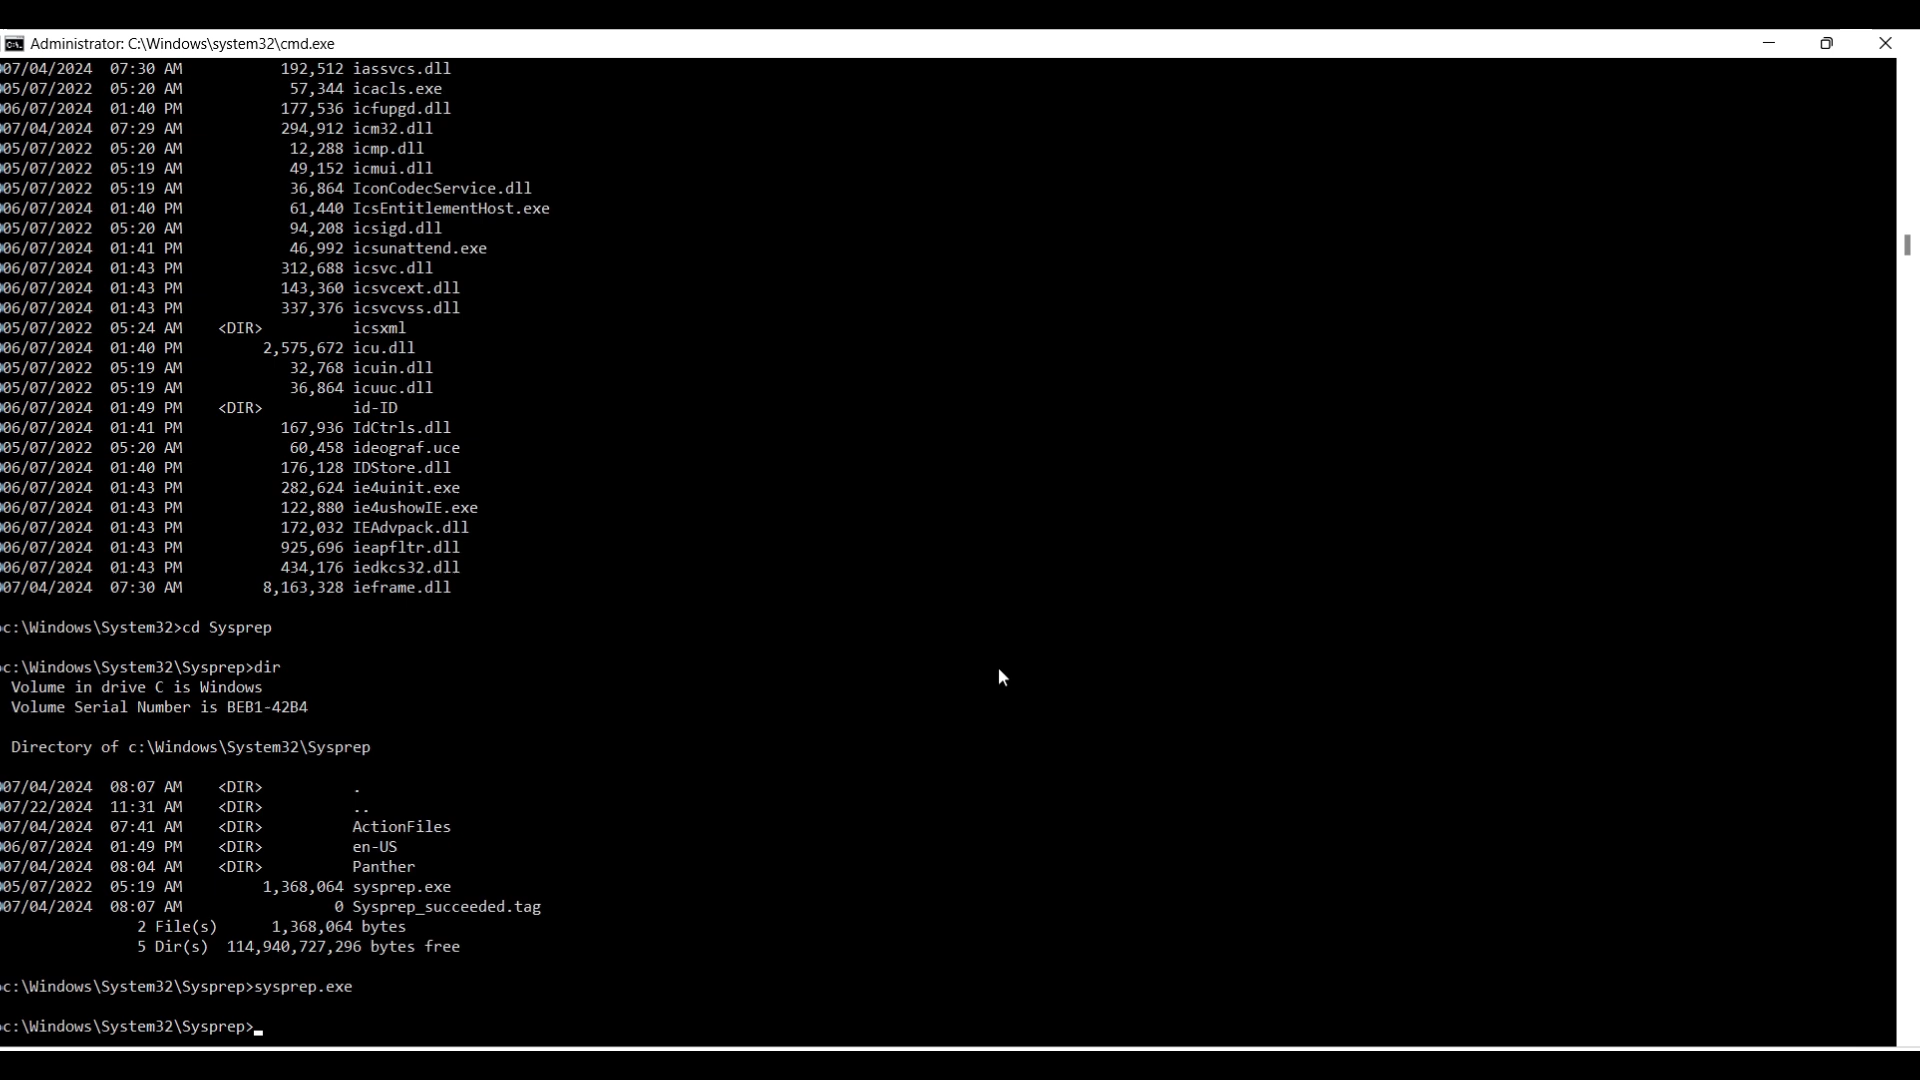 Administrator: C:\Windows\system32\cmd.exe
07/04/2024 07:30 AM 192,512 iassvcs.dll
05/07/2022 05:20 AM 57,344 icacls.exe
06/07/2024 01:40 PM 177,536 icfupgd.dll
07/04/2024 07:29 AM 294,912 icm32.dll
05/07/2022 05:20 AM 12,288 icmp.dll
05/07/2022 05:19 AM 49,152 icmui.dll
05/07/2022 05:19 AM 36,864 IconCodecService.dll
06/07/2024 01:40 PM 61,440 IcsEntitlementHost.exe
05/07/2022 05:20 AM 94,208 icsigd.dll
06/07/2024 01:41 PM 46,992 icsunattend.exe
06/07/2024 01:43 PM 312,688 icsvc.dll
06/07/2024 01:43 PM 143,360 icsvcext.dll
06/07/2024 01:43 PM 337,376 icsvcvss.dll
05/07/2022 05:24 AM <DIR> icsxml
06/07/2024 01:40 PM 2,575,672 icu.dll
05/07/2022 05:19 AM 32,768 icuin.dll
05/07/2022 05:19 AM 36,864 icuuc.dll
06/07/2024 01:49 PM <DIR> id-ID
06/07/2024 01:41 PM 167,936 IdCtrls.dll
05/07/2022 05:20 AM 60,458 ideograf.uce
06/07/2024 01:40 PM 176,128 IDStore.dll
06/07/2024 01:43 PM 282,624 ie4uinit.exe
06/07/2024 01:43 PM 122,880 ie4ushowIE.exe
06/07/2024 01:43 PM 172,032 IEAdvpack.dll
06/07/2024 01:43 PM 925,696 ieapfltr.dll
06/07/2024 01:43 PM 434,176 iedkcs32.dll
07/04/2024 07:30 AM 8,163,328 ieframe.dll
c:\Windows\System32>cd Sysprep
c:\Windows\System32\Sysprep>dir
Volume in drive C is Windows
Volume Serial Number is BEB1-42B4
Directory of c:\Windows\System32\Sysprep
07/04/2024 08:07 AM <DIR> .
07/22/2024 11:31 AM <DIR> ..
07/04/2024 07:41 AM <DIR> ActionFiles
06/07/2024 01:49 PM <DIR> en-US
07/04/2024 08:04 AM <DIR> Panther
05/07/2022 05:19 AM 1,368,064 sysprep.exe
07/04/2024 08:07 AM 0 Sysprep_succeeded.tag
2 File(s) 1,368,064 bytes
5 Dir(s) 114,940,727,296 bytes free
c:\Windows\System32\Sysprep>sysprep.exe
c:\Windows\System32\Sysprep>